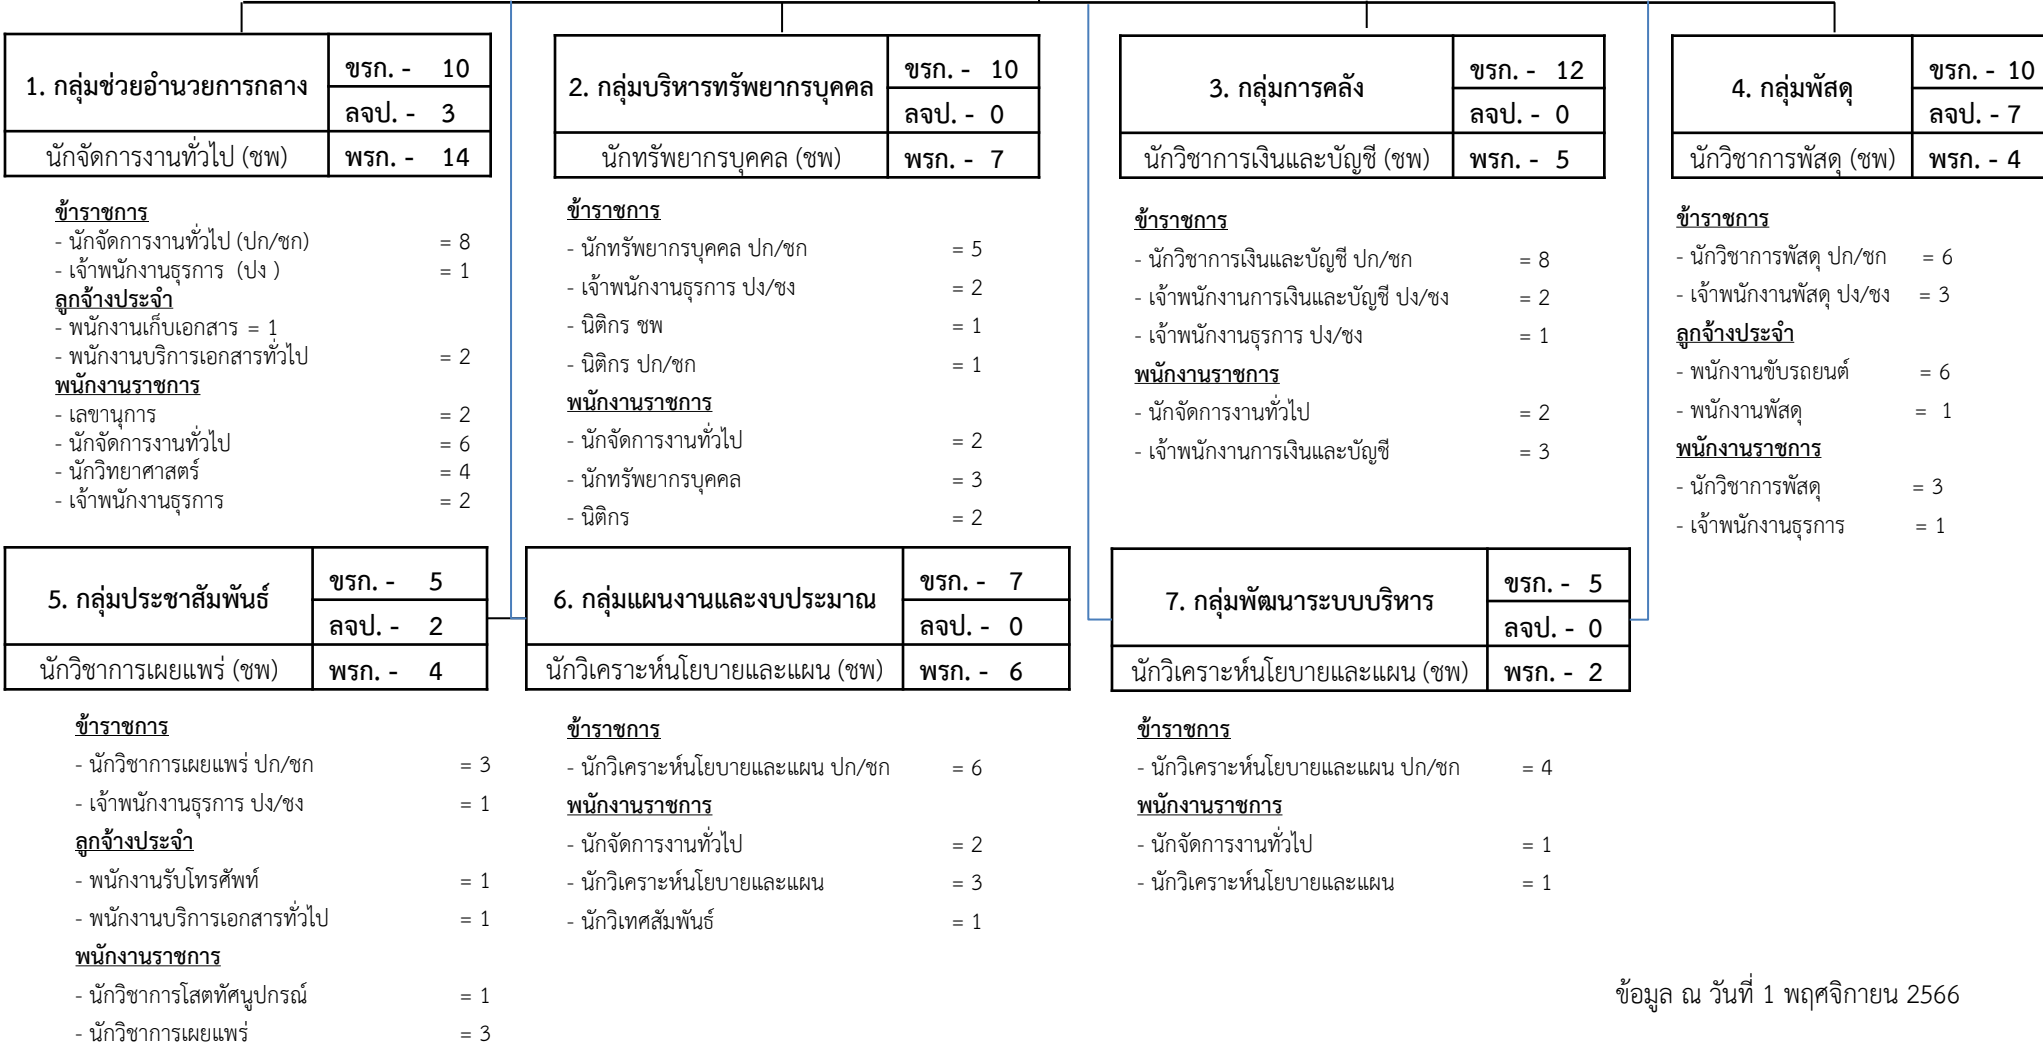 1. กลุ่มช่วยอำนวยการกลาง
ขรก. - 10
ลจป. - 3
นักจัดการงานทั่วไป (ชพ)
พรก. - 14
ข้าราชการ
- นักจัดการงานทั่วไป (ปก/ชก) = 8
- เจ้าพนักงานธุรการ (ปง ) = 1
ลูกจ้างประจำ
- พนักงานเก็บเอกสาร = 1
- พนักงานบริการเอกสารทั่วไป = 2
พนักงานราชการ
- เลขานุการ = 2
- นักจัดการงานทั่วไป = 6
- นักวิทยาศาสตร์ = 4
- เจ้าพนักงานธุรการ = 2
2. กลุ่มบริหารทรัพยากรบุคคล
ขรก. - 10
ลจป. - 0
นักทรัพยากรบุคคล (ชพ)
พรก. - 7
ข้าราชการ
- นักทรัพยากรบุคคล ปก/ชก = 5
- เจ้าพนักงานธุรการ ปง/ชง = 2
- นิติกร ชพ = 1
- นิติกร ปก/ชก = 1
พนักงานราชการ
- นักจัดการงานทั่วไป = 2
- นักทรัพยากรบุคคล = 3
- นิติกร = 2
3. กลุ่มการคลัง
ขรก. - 12
ลจป. - 0
นักวิชาการเงินและบัญชี (ชพ)
พรก. - 5
ข้าราชการ
- นักวิชาการเงินและบัญชี ปก/ชก = 8
- เจ้าพนักงานการเงินและบัญชี ปง/ชง = 2
- เจ้าพนักงานธุรการ ปง/ชง = 1
พนักงานราชการ
- นักจัดการงานทั่วไป = 2
- เจ้าพนักงานการเงินและบัญชี = 3
4. กลุ่มพัสดุ
ขรก. - 10
ลจป. - 7
นักวิชาการพัสดุ (ชพ)
พรก. - 4
ข้าราชการ
- นักวิชาการพัสดุ ปก/ชก = 6
- เจ้าพนักงานพัสดุ ปง/ชง = 3
ลูกจ้างประจำ
- พนักงานขับรถยนต์ = 6
- พนักงานพัสดุ = 1
พนักงานราชการ
- นักวิชาการพัสดุ = 3
- เจ้าพนักงานธุรการ = 1
5. กลุ่มประชาสัมพันธ์
ขรก. - 5
ลจป. - 2
นักวิชาการเผยแพร่ (ชพ)
พรก. - 4
ข้าราชการ
- นักวิชาการเผยแพร่ ปก/ชก = 3
- เจ้าพนักงานธุรการ ปง/ชง = 1
ลูกจ้างประจำ
- พนักงานรับโทรศัพท์ = 1
- พนักงานบริการเอกสารทั่วไป = 1
พนักงานราชการ
- นักวิชาการโสตทัศนูปกรณ์ = 1
- นักวิชาการเผยแพร่ = 3
6. กลุ่มแผนงานและงบประมาณ
ขรก. - 7
ลจป. - 0
นักวิเคราะห์นโยบายและแผน (ชพ)
พรก. - 6
ข้าราชการ
- นักวิเคราะห์นโยบายและแผน ปก/ชก = 6
พนักงานราชการ
- นักจัดการงานทั่วไป = 2
- นักวิเคราะห์นโยบายและแผน = 3
- นักวิเทศสัมพันธ์ = 1
7. กลุ่มพัฒนาระบบบริหาร
ขรก. - 5
ลจป. - 0
นักวิเคราะห์นโยบายและแผน (ชพ)
พรก. - 2
ข้าราชการ
- นักวิเคราะห์นโยบายและแผน ปก/ชก = 4
พนักงานราชการ
- นักจัดการงานทั่วไป = 1
- นักวิเคราะห์นโยบายและแผน = 1
ข้อมูล ณ วันที่ 1 พฤศจิกายน 2566